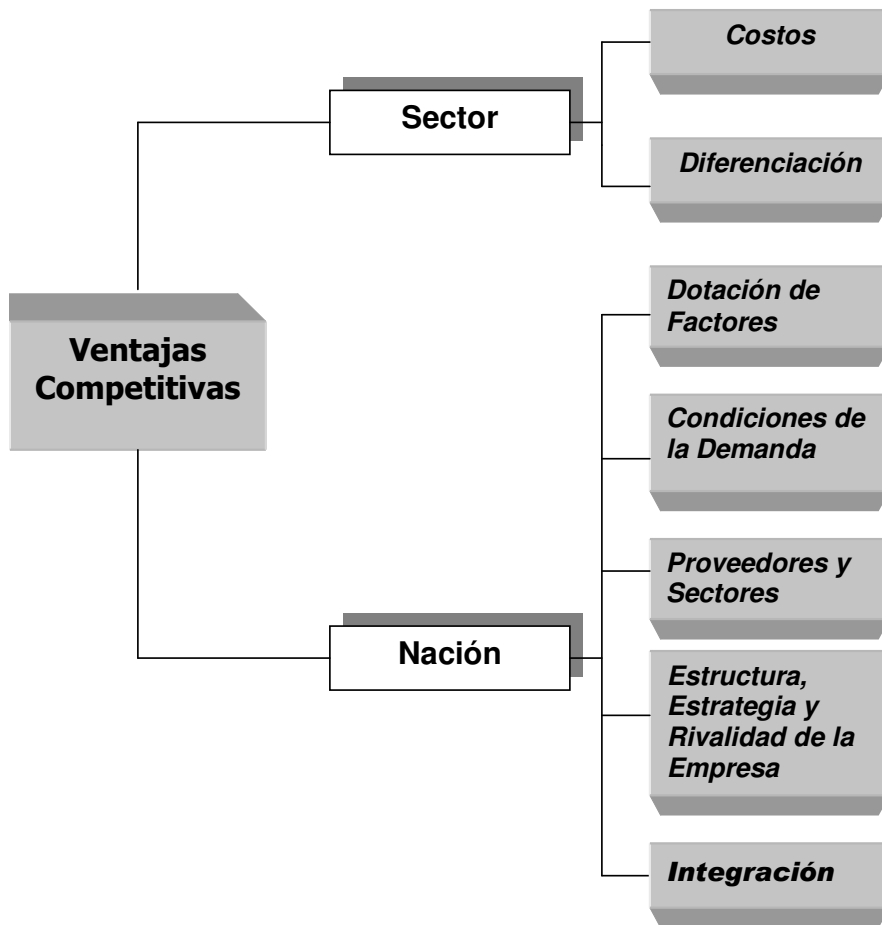 Costos
Sector
Diferenciación
Ventajas
Competitivas
Dotación de
Factores
Condiciones de
la Demanda
Proveedores y
Sectores
Nación
Estructura,
Estrategia y
Rivalidad de la
Empresa
Integración